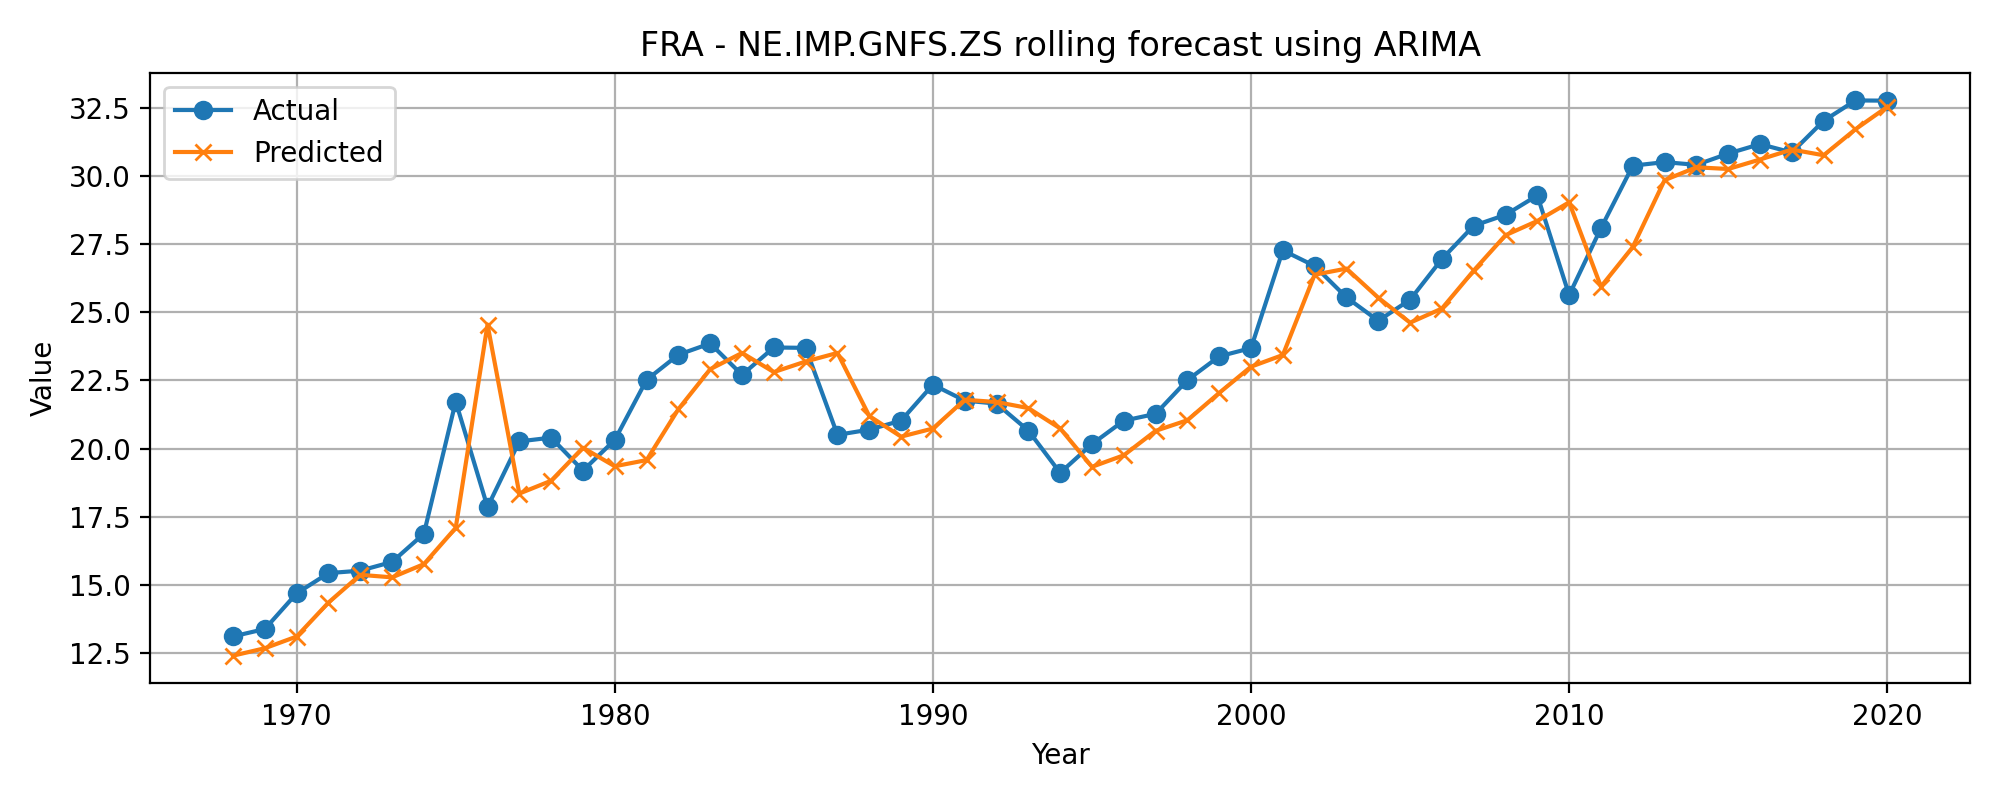 FRA - NE.IMP.GNFS.ZS rolling forecast using ARIMA
Actual
Predicted
32.5
30.0
27.5
25.0
22.5
20.0
17.5
15.0
12.5
Value
1970 1980 1990 2000 2010 2020
Year